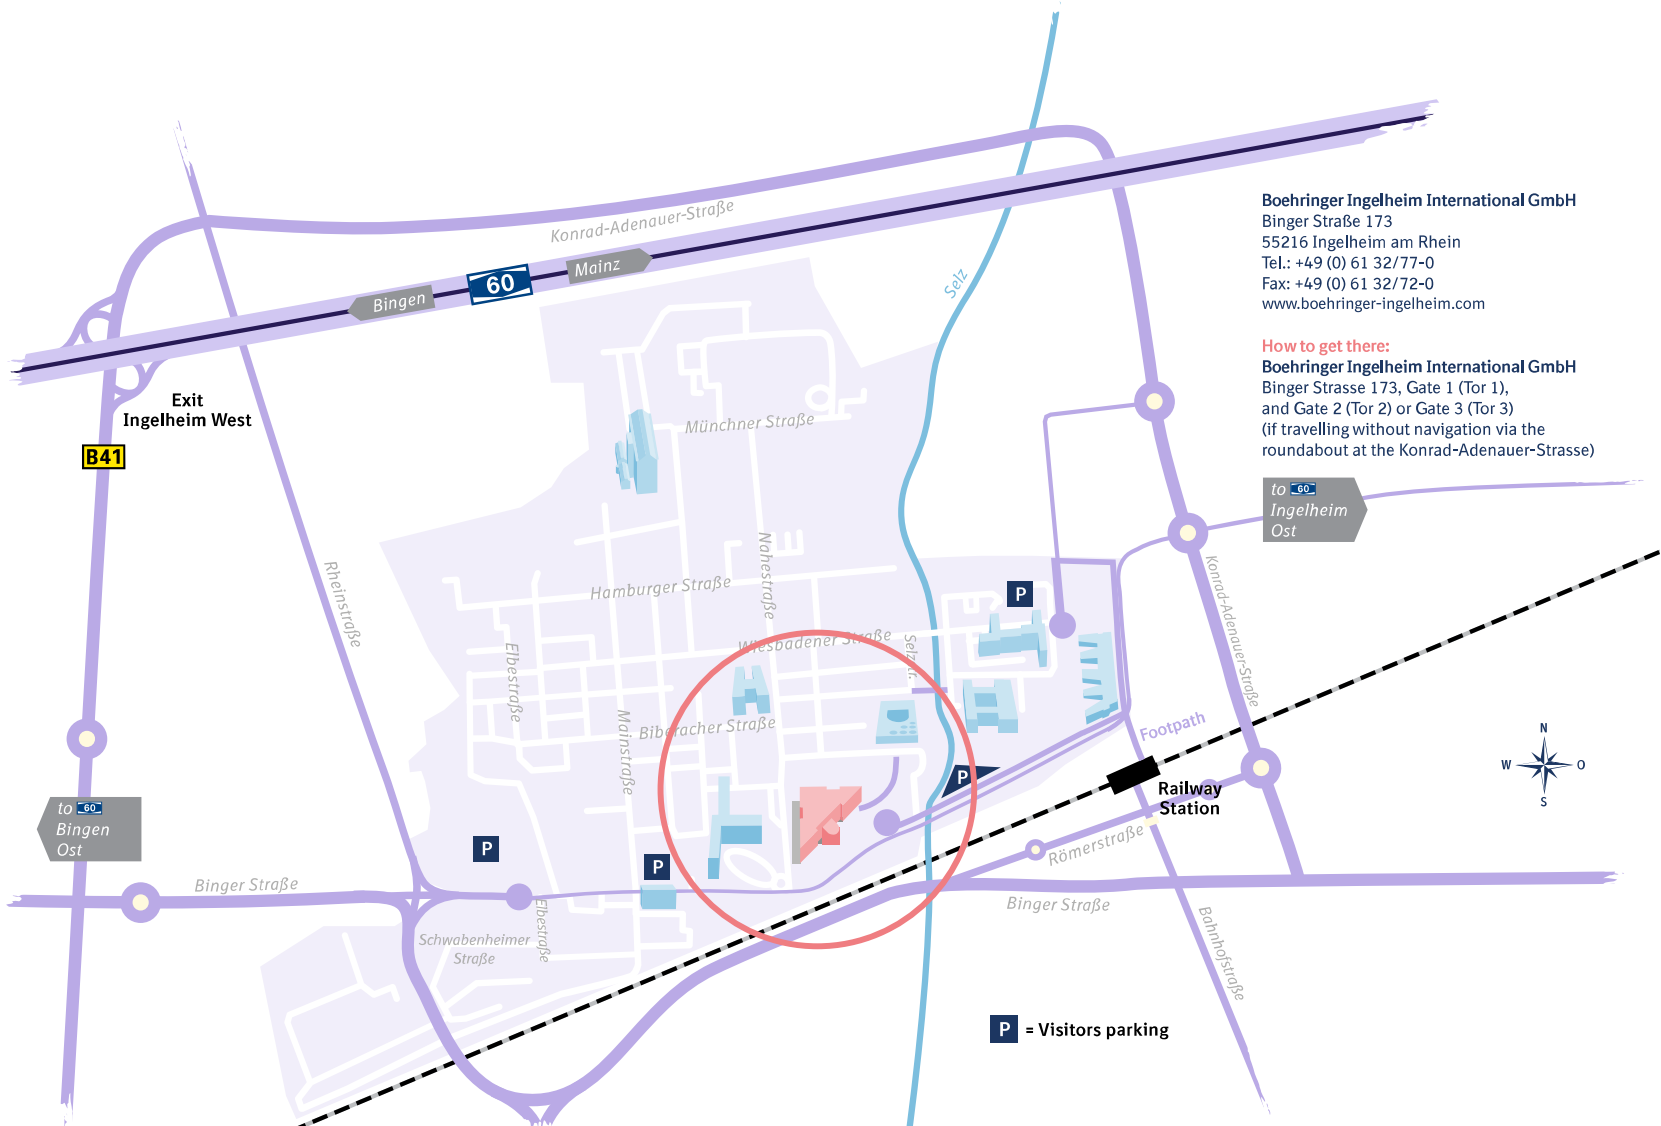 Konrad-Adenauer-Straße
Mainz
60
Bingen
Selz
Boehringer Ingelheim International GmbH
Binger Straße 173
55216 Ingelheim am Rhein
Tel.: +49 (0) 61 32/77-0
Fax: +49 (0) 61 32/72-0
www.boehringer-ingelheim.com
How to get there:
Boehringer Ingelheim International GmbH
Binger Strasse 173, Gate 1 (Tor 1),
and Gate 2 (Tor 2) or Gate 3 (Tor 3)
(if travelling without navigation via the
roundabout at the Konrad-Adenauer-Strasse)
Exit
Ingelheim West
B41
Münchner Straße
to 60
Ingelheim
Ost
Rheinstraße
Nahestraße
Hamburger Straße
P
Konrad-Adenauer-Straße
Wiesbadener Straße
Selzstr.
Elbestraße
Mainstraße
Biberacher Straße
Footpath
P
Railway
Station
N
W
O
S
to 60
Bingen
Ost
P
P
Römerstraße
Binger Straße
Binger Straße
Elbestraße
Schwabenheimer
Straße
Bahnhofstraße
P = Visitors parking